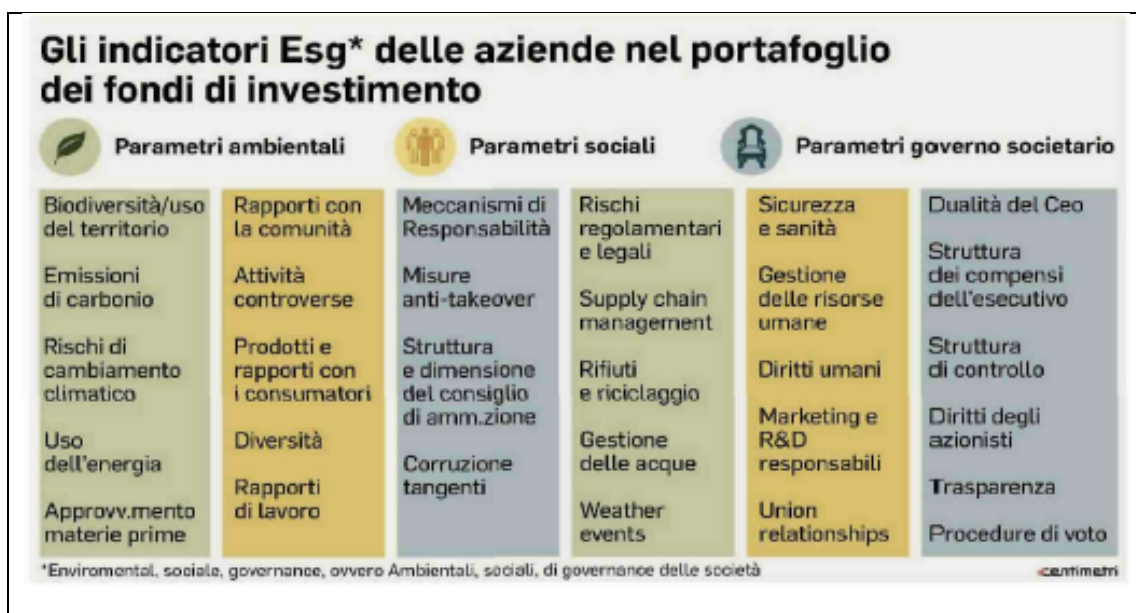 Gli indicatori Esg* delle aziende nel portafoglio
dei fondi di investimento
Parametri ambientali
Parametri sociali
Parametri governo societario
Biodiversità/uso
del territorio
Emissioni
di carbonio
Rischi di
cambiamento
climatico
Uso
dell'energia
Approvv.mento
materie prime
Rapporti con
la comunità
Attività
controverse
Prodotti e
rapporti con
i consumatori
Diversità
Rapporti
di lavoro
Meccanismi di
Responsabilità
Misure
anti-takeover
Struttura
e dimensione
del consiglio
di amm.zione
Corruzione
tangenti
Rischi
regolamentari
e legali
Supply chain
management
Rifiuti
e riciclaggio
Gestione
delle acque
Weather
events
Sicurezza
e sanità
Gestione
delle risorse
umane
Diritti umani
Marketing e
R&D
responsabili
Union
relationships
Dualità del Ceo
Struttura
dei compensi
dell'esecutivo
Struttura
di controllo
Diritti degli
azionisti
Trasparenza
Procedure di voto
*Enviromental, sociale, governance, ovvero Ambientali, sociali, di governance delle società
centimetri